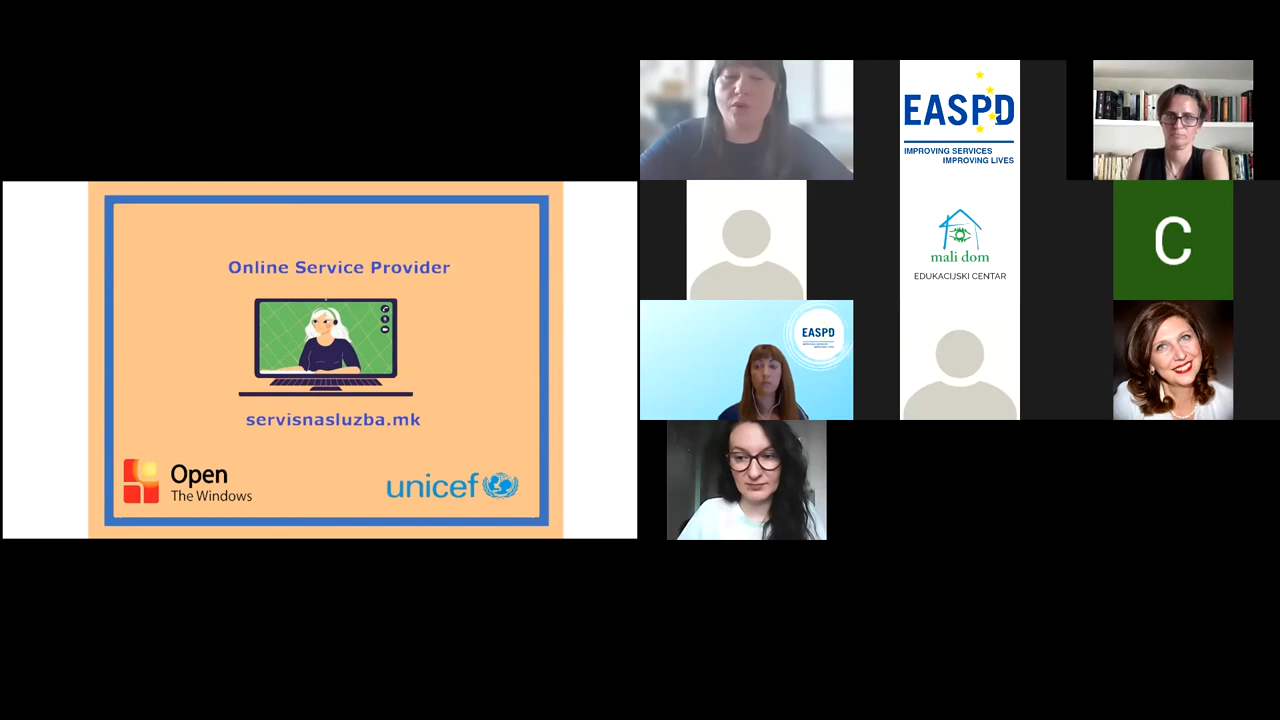 Online Service Provider
servisnasluzba.mk
Open
The Windows
unicef
EASPD
IMPROVING SERVICES
IMPROVING LIVES
mali dom
EDUKACIJSKI CENTAR
C
EASPD